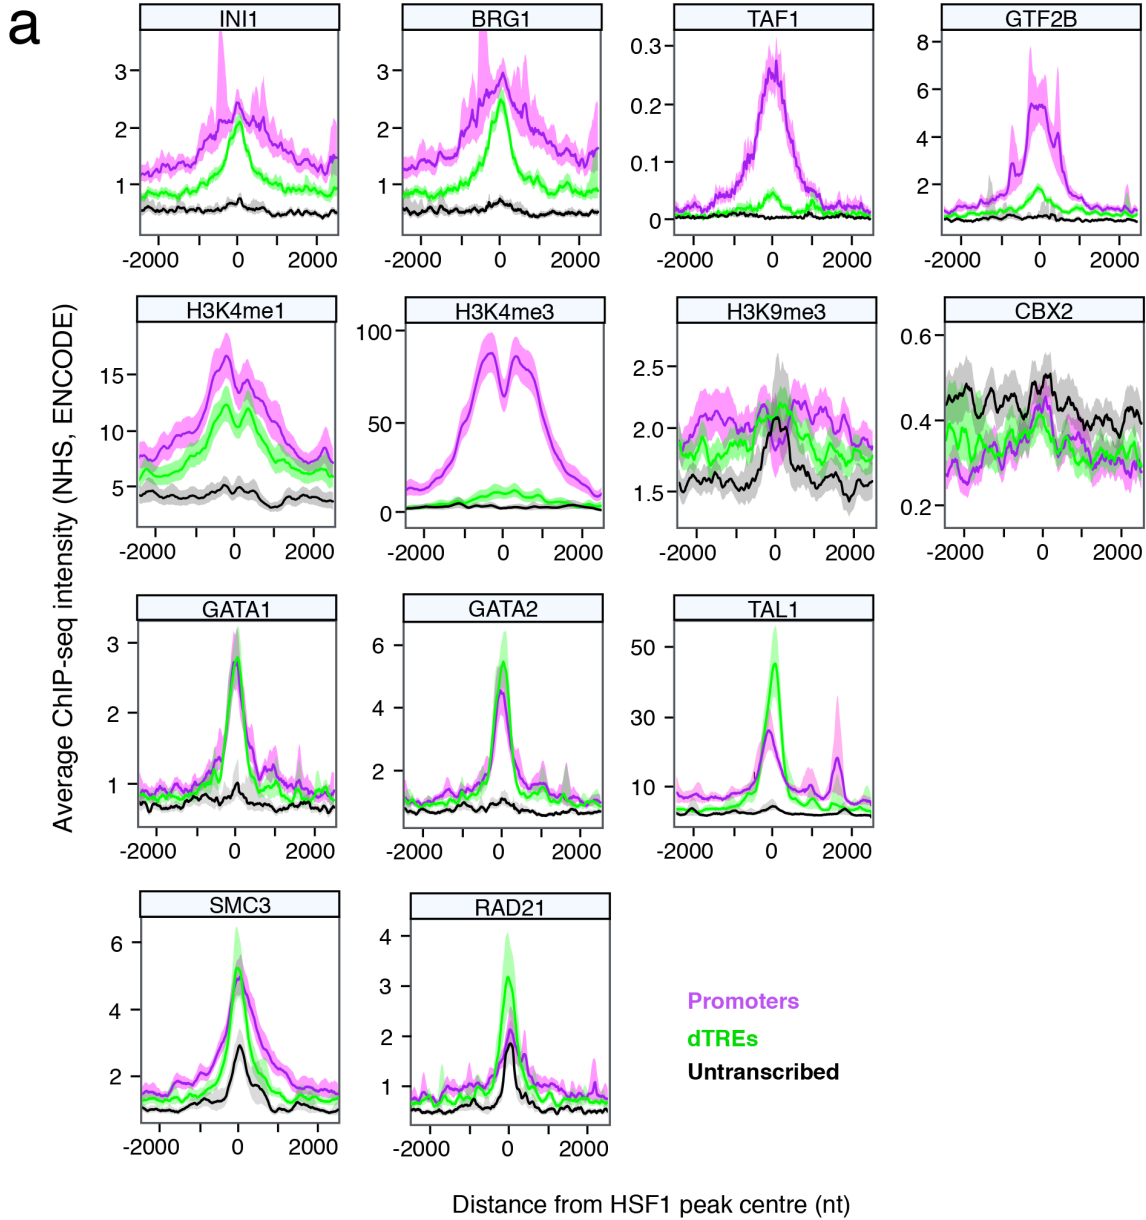 a
INI1
BRG1
TAF1
GTF2B
3
2
1
-2000 0 2000
3
2
1
-2000 0 2000
0.3
0.2
0.1
0
-2000 0 2000
8
6
4
2
-2000 0 2000
Average ChIP-seq intensity (NHS, ENCODE)
H3K4me1
H3K4me3
H3K9me3
CBX2
15
10
5
-2000 0 2000
100
50
0
-2000 0 2000
2.5
2.0
1.5
-2000 0 2000
0.6
0.4
0.2
-2000 0 2000
GATA1
GATA2
TAL1
3
2
1
-2000 0 2000
6
4
2
-2000 0 2000
50
30
10
-2000 0 2000
SMC3
RAD21
6
4
2
-2000 0 2000
4
3
2
1
-2000 0 2000
Promoters
dTREs
Untranscribed
Distance from HSF1 peak centre (nt)